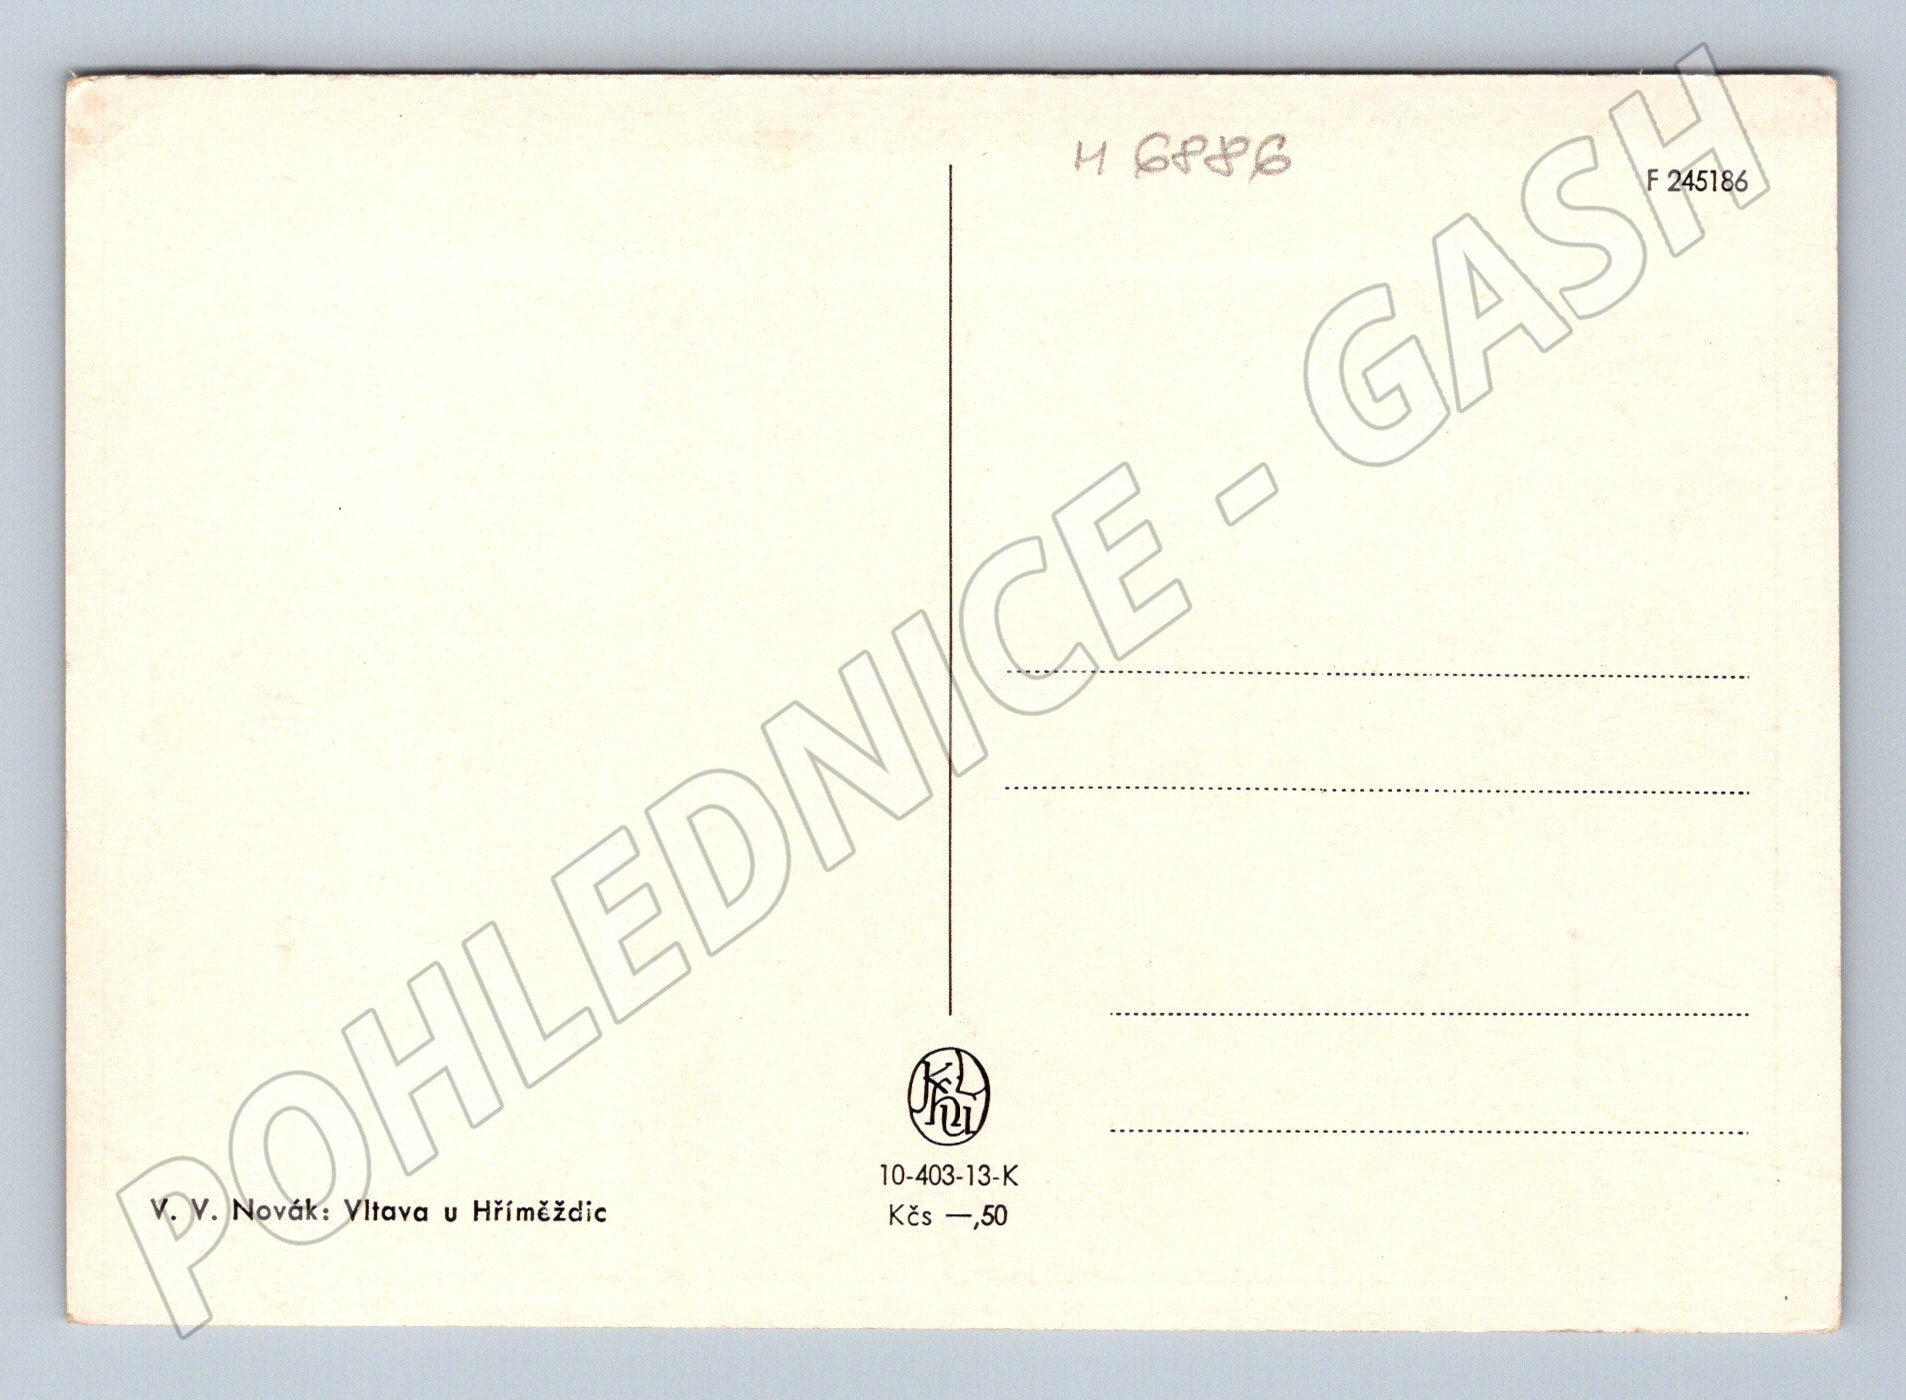 H 6886
F 245186
POHLEDNICE - GASH
10-403-13-K
V. V. Novák: Vltava u Hříměždic
Kčs —,50